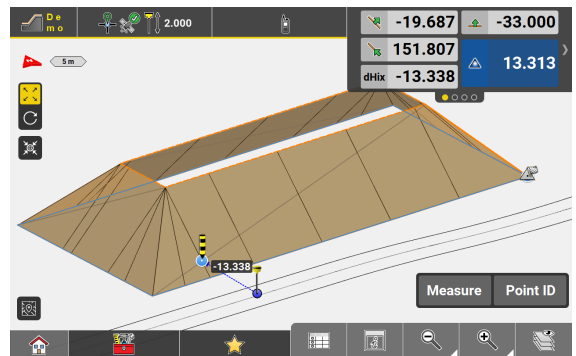 De
mo
2.000
5 m
-19.687
-33.000
151.807
13.313
dHix
-13.338
-13.338
Measure
Point ID